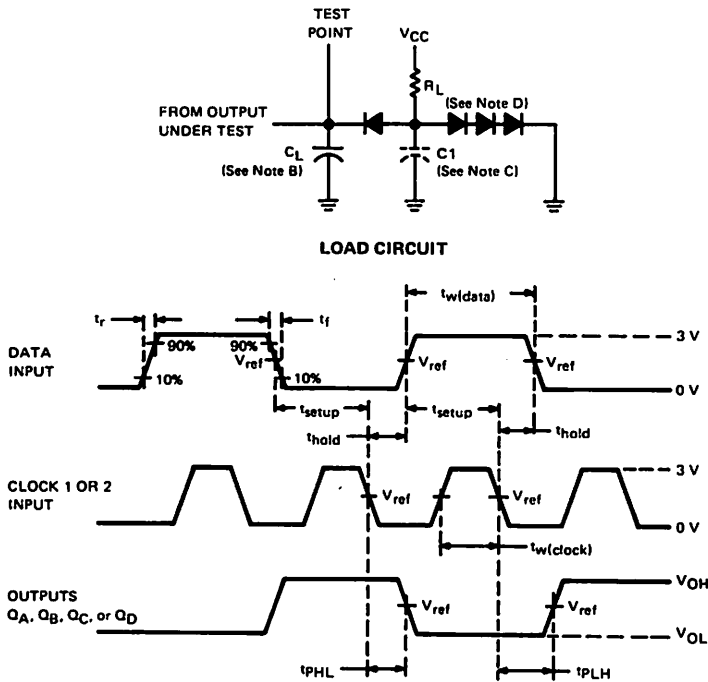 TEST
POINT
VCC
RL
(See Note D)
FROM OUTPUT
UNDER TEST
CL
(See Note B)
C1
(See Note C)
LOAD CIRCUIT
tw(data)
tr
tf
DATA
INPUT
90%
90%
Vref
10%
10%
Vref
Vref
3 V
0 V
tsetup
tsetup
thold
thold
CLOCK 1 OR 2
INPUT
Vref
Vref
3 V
0 V
tw(clock)
OUTPUTS
QA, QB, QC, or QD
Vref
Vref
VOH
VOL
tPHL
tPLH